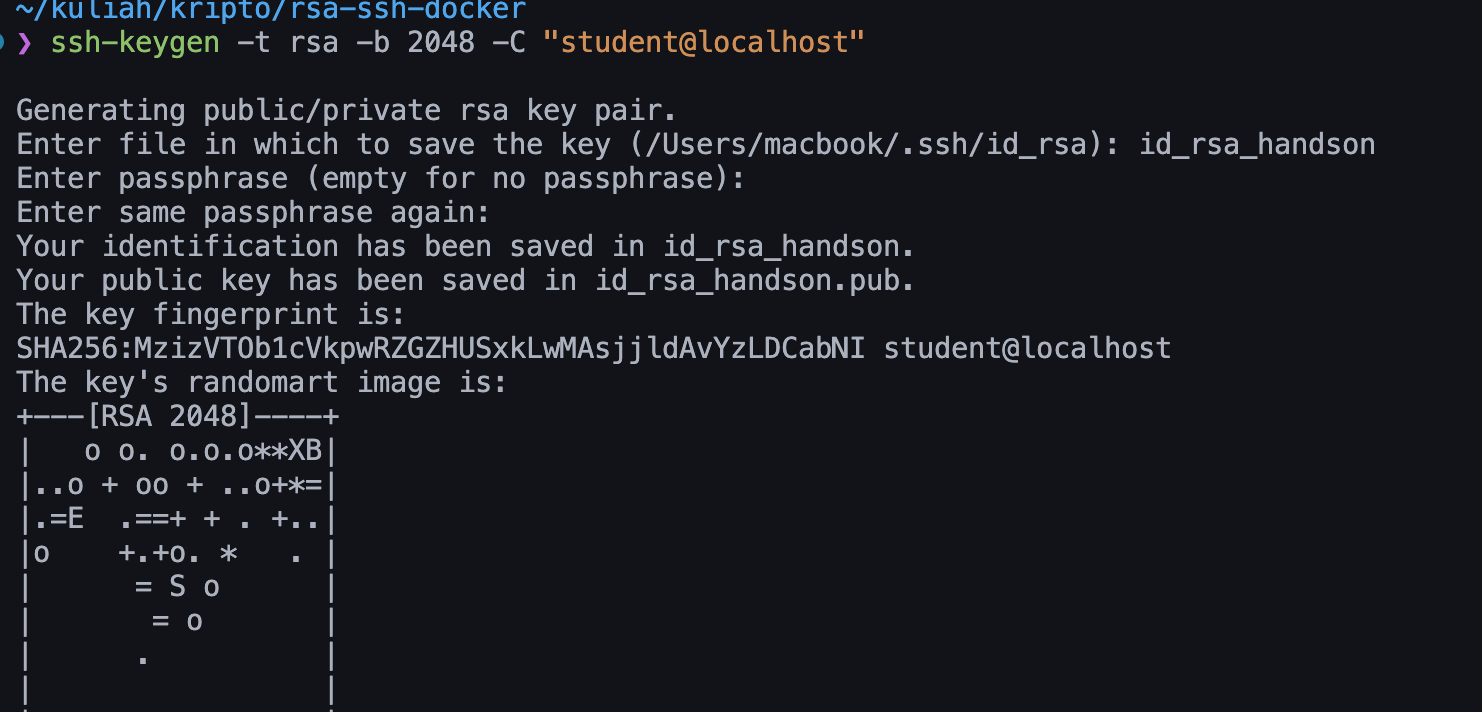 ~/kuliah/kripto/rsa-ssh-docker
❯ ssh-keygen -t rsa -b 2048 -C "student@localhost"
Generating public/private rsa key pair.
Enter file in which to save the key (/Users/macbook/.ssh/id_rsa): id_rsa_handson
Enter passphrase (empty for no passphrase):
Enter same passphrase again:
Your identification has been saved in id_rsa_handson.
Your public key has been saved in id_rsa_handson.pub.
The key fingerprint is:
SHA256:MzizVTOb1cVkpwRZGZHUSxkLwMAsjjldAvYzLDCabNI student@localhost
The key's randomart image is:
+---[RSA 2048]----+
|   o o. o.o.o**XB|
|..o + oo + ..o+*=|
|.=E  .==+ + . +..|
|o    +.+o. *   . |
|      = S o      |
|       = o       |
|      .          |
|                 |